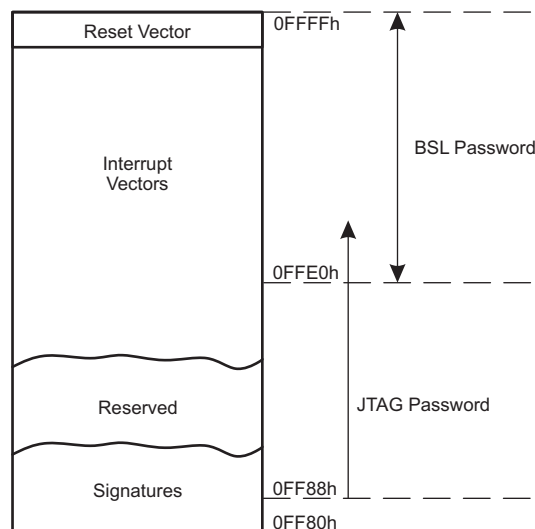 Reset Vector
0FFFFh
BSL Password
Interrupt
Vectors
0FFE0h
Reserved
JTAG Password
Signatures
0FF88h
0FF80h